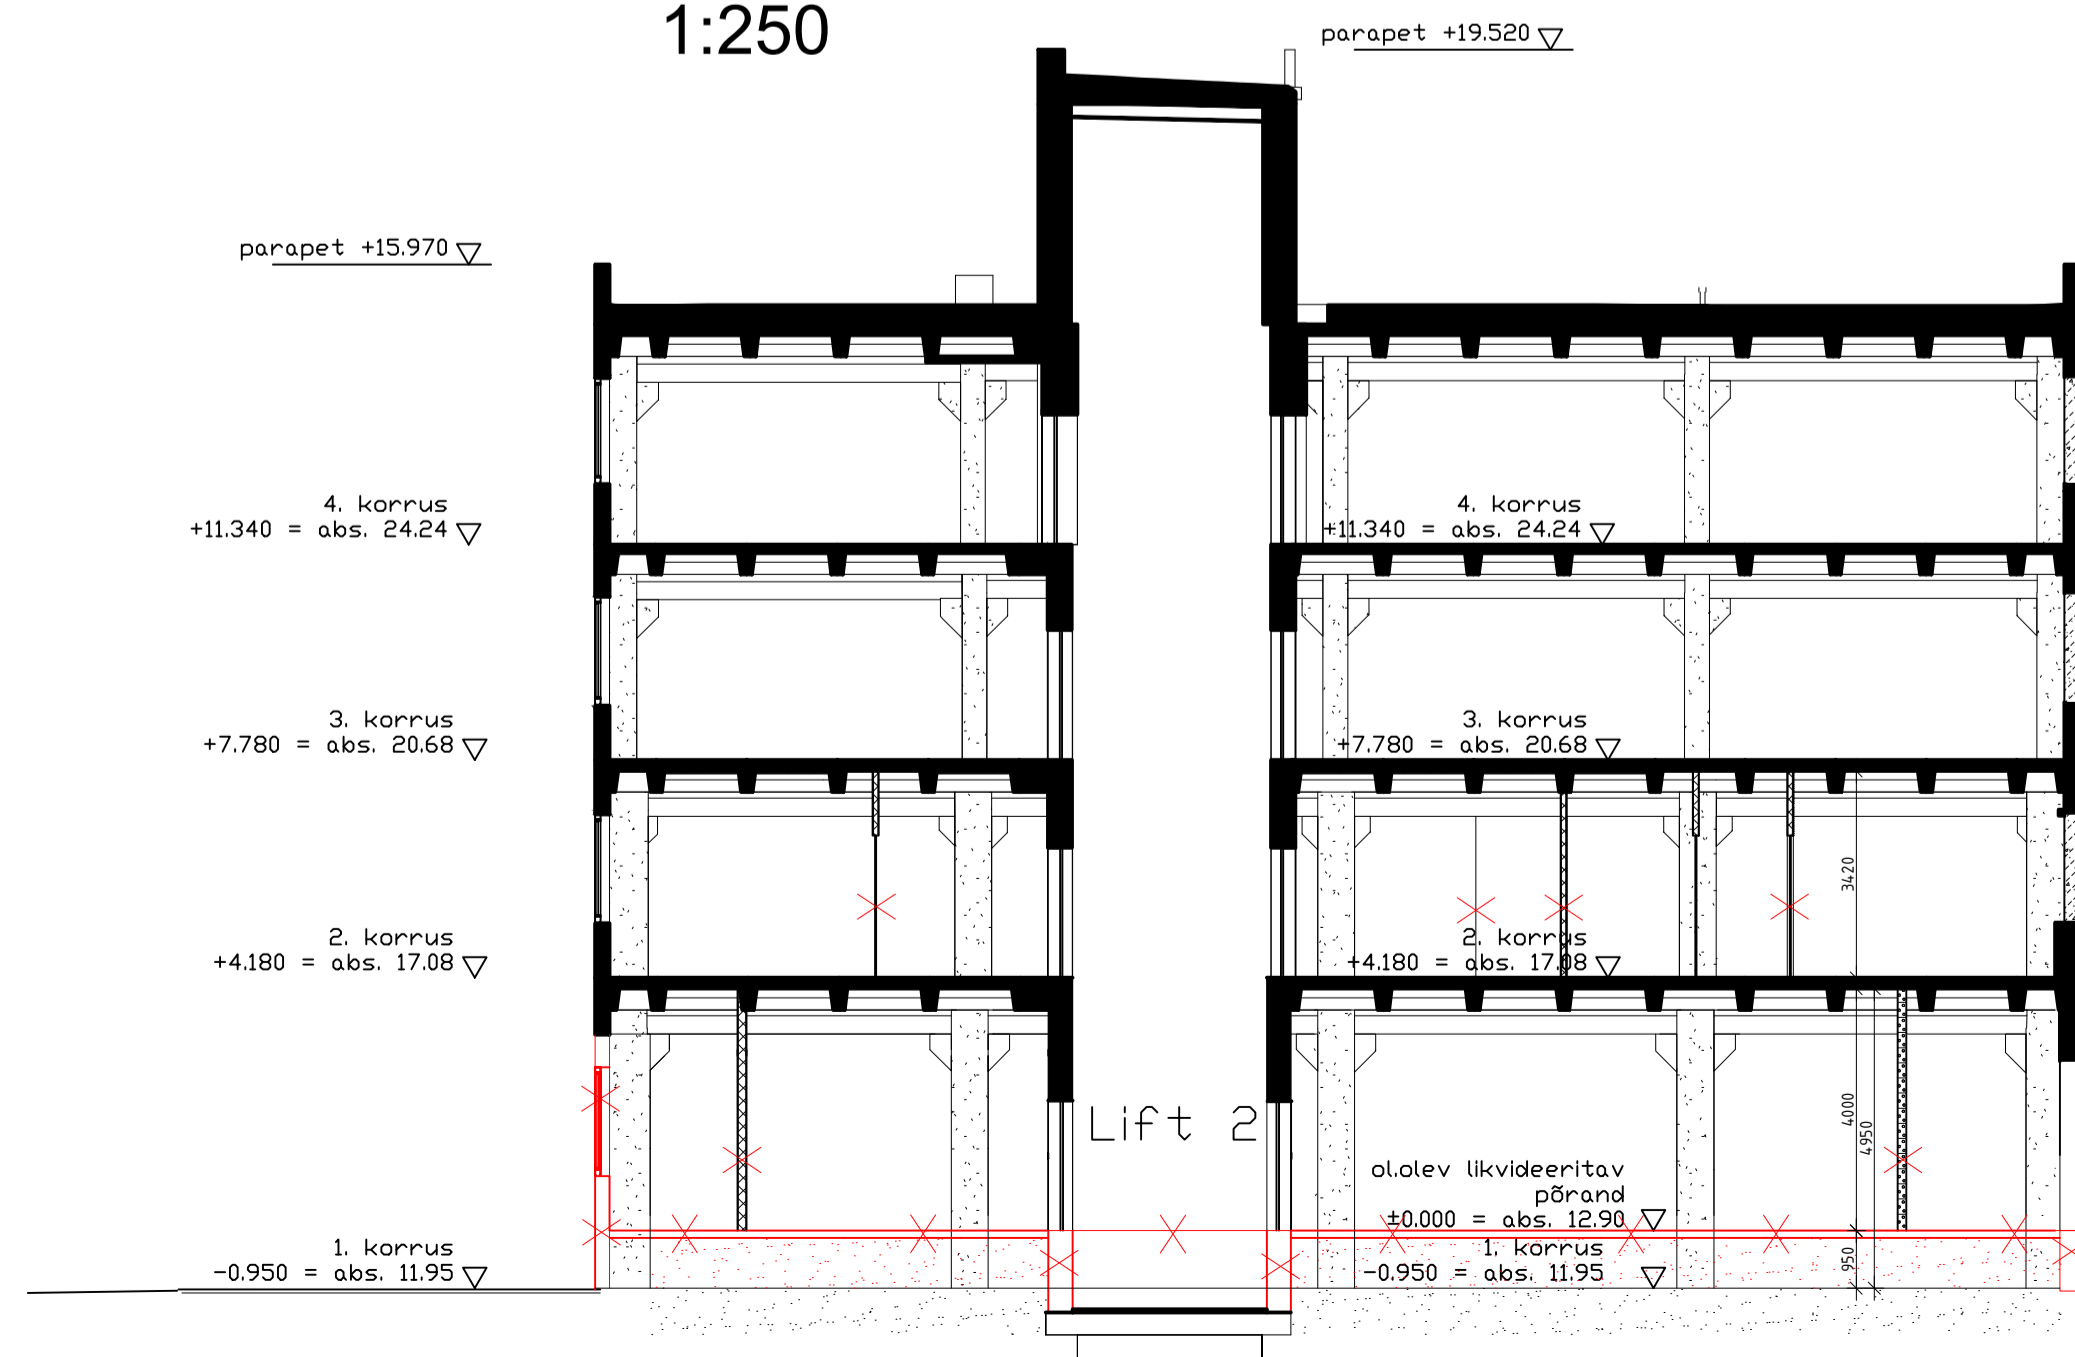 1:250
parapet +19.520
parapet +15.970
4. korrus
+11.340 = abs. 24.24
4. korrus
+11.340 = abs. 24.24
3. korrus
+7.780 = abs. 20.68
3. korrus
+7.780 = abs. 20.68
3420
2. korrus
+4.180 = abs. 17.08
2. korrus
+4.180 = abs. 17.08
Lift 2
4000
4950
ol.olev likvideeritav
põrand
±0.000 = abs. 12.90
1. korrus
-0.950 = abs. 11.95
1. korrus
-0.950 = abs. 11.95
950